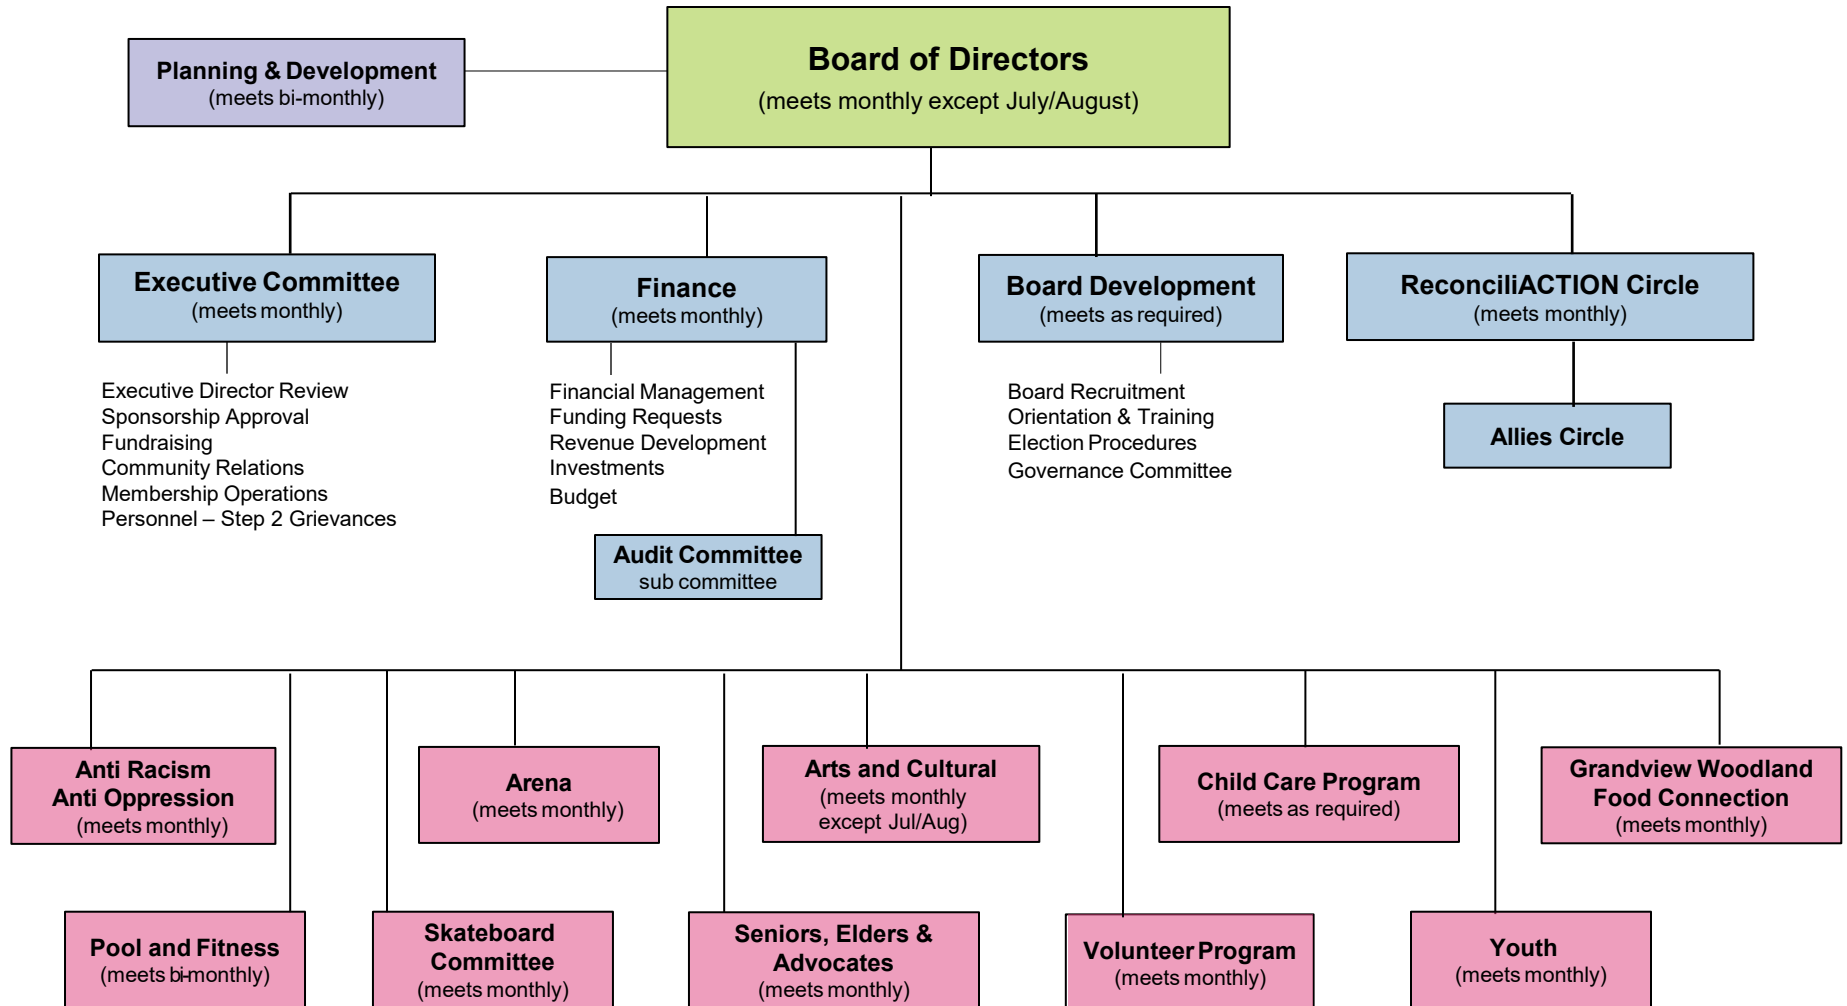 Planning & Development
(meets bi-monthly)
Board of Directors
(meets monthly except July/August)
Executive Committee
(meets monthly)
Executive Director Review
Sponsorship Approval
Fundraising
Community Relations
Membership Operations
Personnel – Step 2 Grievances
Finance
(meets monthly)
Financial Management
Funding Requests
Revenue Development
Investments
Budget
Audit Committee
sub committee
Board Development
(meets as required)
Board Recruitment
Orientation & Training
Election Procedures
Governance Committee
ReconciliACTION Circle
(meets monthly)
Allies Circle
Anti Racism
Anti Oppression
(meets monthly)
Arena
(meets monthly)
Arts and Cultural
(meets monthly
except Jul/Aug)
Child Care Program
(meets as required)
Grandview Woodland
Food Connection
(meets monthly)
Pool and Fitness
(meets bi-monthly)
Skateboard
Committee
(meets monthly)
Seniors, Elders &
Advocates
(meets monthly)
Volunteer Program
(meets monthly)
Youth
(meets monthly)